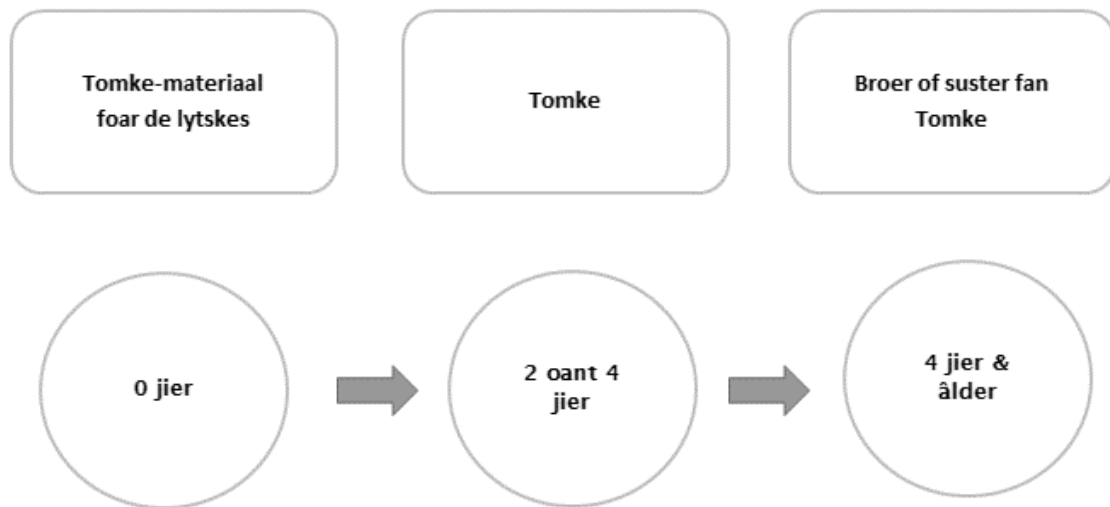 Tomke-materiaal
foar de lytskes
Tomke
Broer of suster fan
Tomke
0 jier
2 oant 4
jier
4 jier &
âlder